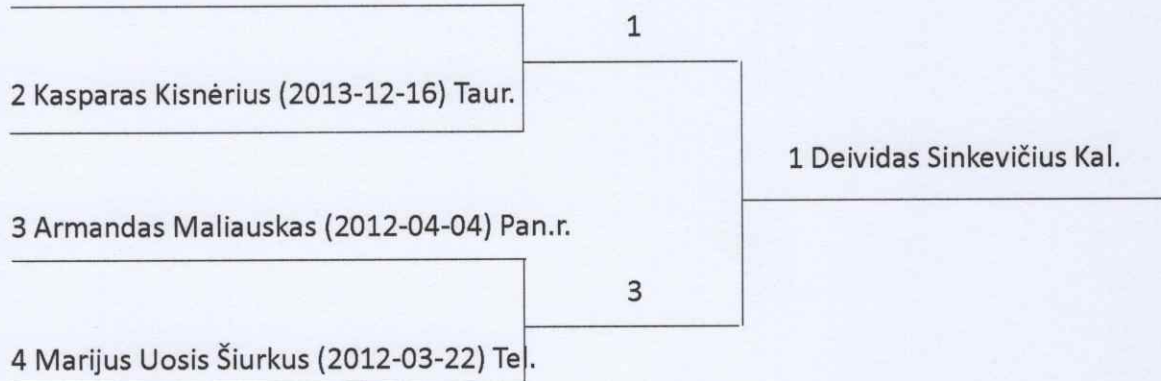 1
2 Kasparas Kisnėrius (2013-12-16) Taur.
1 Deividas Sinkevičius Kal.
3 Armandas Maliauskas (2012-04-04) Pan.r.
3
4 Marijus Uosis Šiurkus (2012-03-22) Tel.